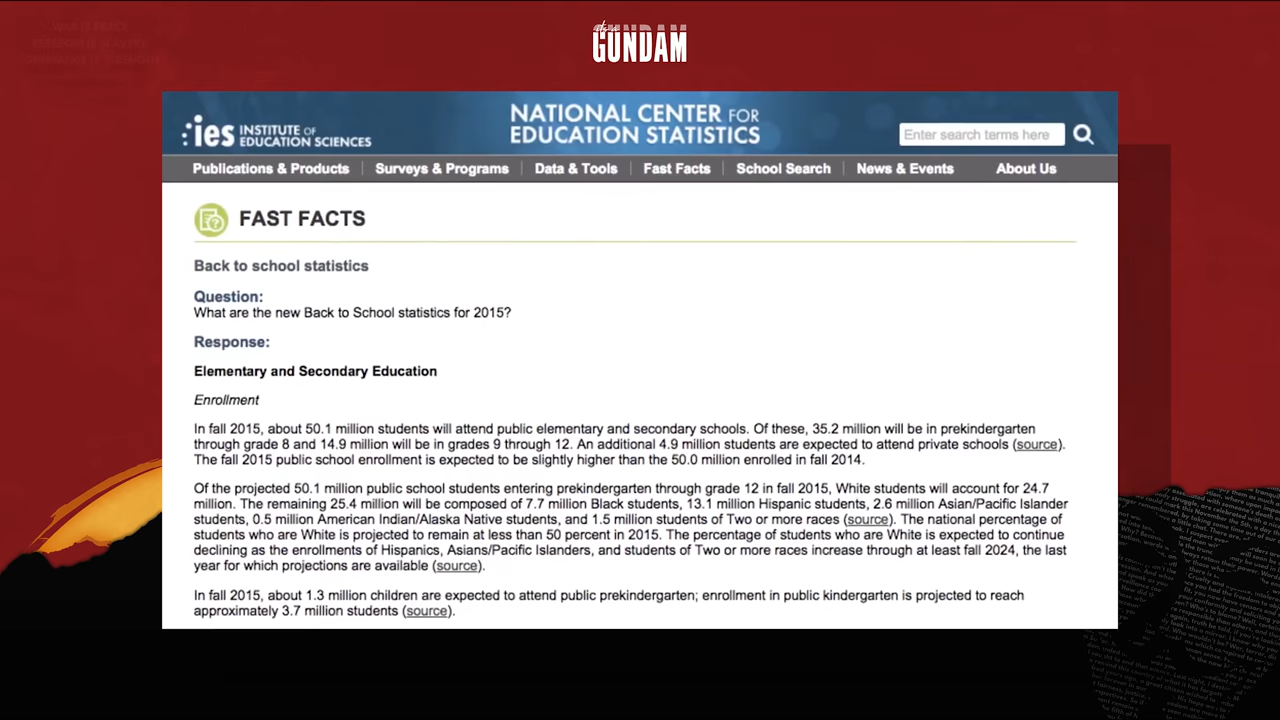 it's a
GUNDAM
ies INSTITUTE OF
EDUCATION SCIENCES
NATIONAL CENTER FOR
EDUCATION STATISTICS
Enter search terms here
Publications & Products
Surveys & Programs
Data & Tools
Fast Facts
School Search
News & Events
About Us
FAST FACTS
Back to school statistics
Question:
What are the new Back to School statistics for 2015?
Response:
Elementary and Secondary Education
Enrollment
In fall 2015, about 50.1 million students will attend public elementary and secondary schools. Of these, 35.2 million will be in prekindergarten
through grade 8 and 14.9 million will be in grades 9 through 12. An additional 4.9 million students are expected to attend private schools (source).
The fall 2015 public school enrollment is expected to be slightly higher than the 50.0 million enrolled in fall 2014.
Of the projected 50.1 million public school students entering prekindergarten through grade 12 in fall 2015, White students will account for 24.7
million. The remaining 25.4 million will be composed of 7.7 million Black students, 13.1 million Hispanic students, 2.6 million Asian/Pacific Islander
students, 0.5 million American Indian/Alaska Native students, and 1.5 million students of Two or more races (source). The national percentage of
students who are White is projected to remain at less than 50 percent in 2015. The percentage of students who are White is expected to continue
declining as the enrollments of Hispanics, Asians/Pacific Islanders, and students of Two or more races increase through at least fall 2024, the last
year for which projections are available (source).
In fall 2015, about 1.3 million children are expected to attend public prekindergarten; enrollment in public kindergarten is projected to reach
approximately 3.7 million students (source).